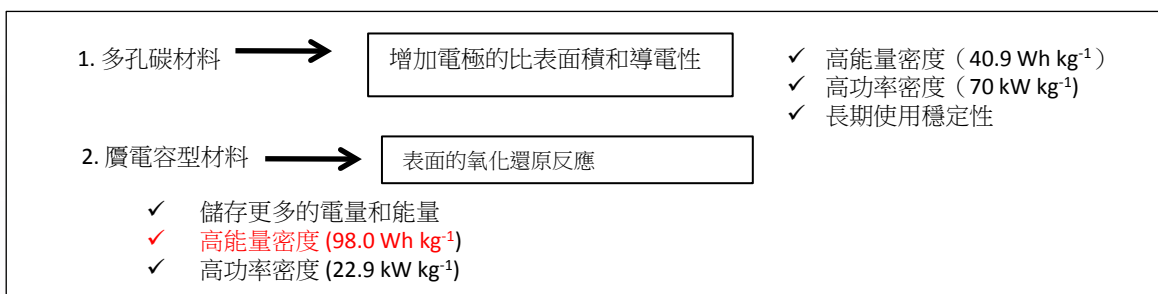 1. 多孔碳材料
增加電極的比表面積和導電性
✓ 高能量密度（40.9 Wh kg⁻¹）
✓ 高功率密度（70 kW kg⁻¹)
✓ 長期使用穩定性
2. 贗電容型材料
表面的氧化還原反應
✓ 儲存更多的電量和能量
✓ 高能量密度 (98.0 Wh kg⁻¹)
✓ 高功率密度 (22.9 kW kg⁻¹)